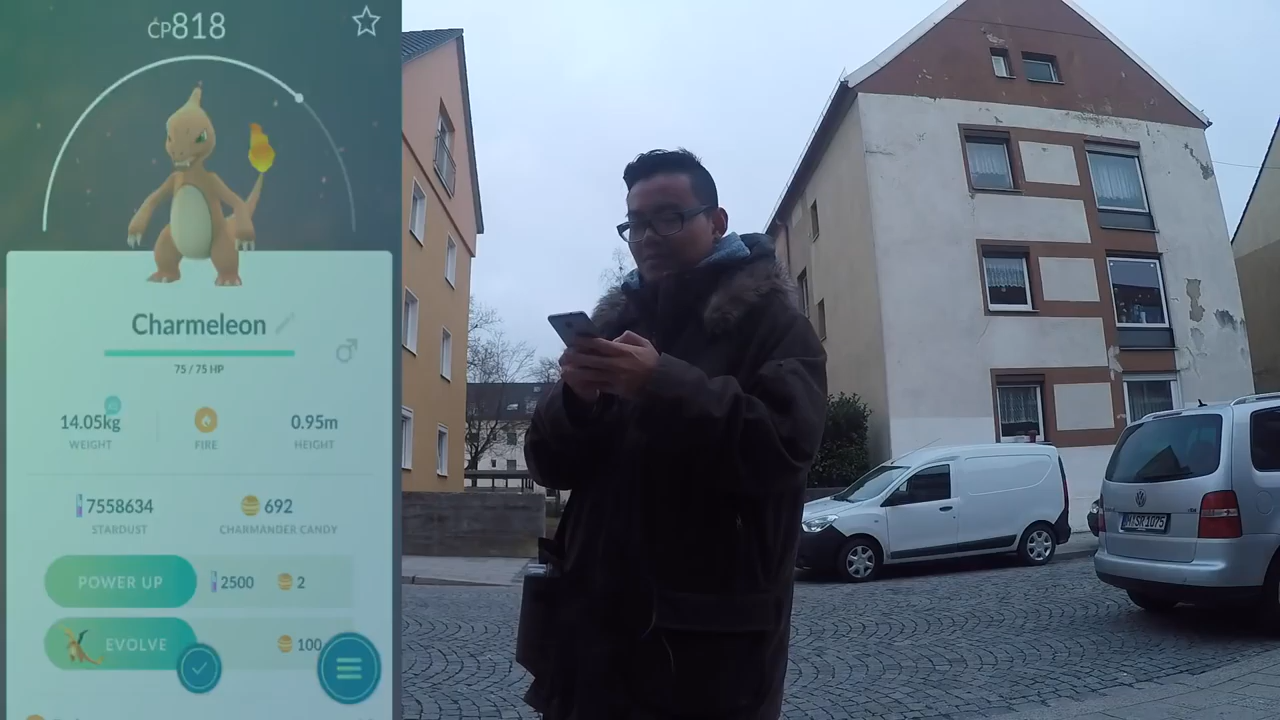 CP818
Charmeleon
75 / 75 HP
14.05kg
WEIGHT
FIRE
0.95m
HEIGHT
7558634
STARDUST
692
CHARMANDER CANDY
POWER UP
2500
2
EVOLVE
100